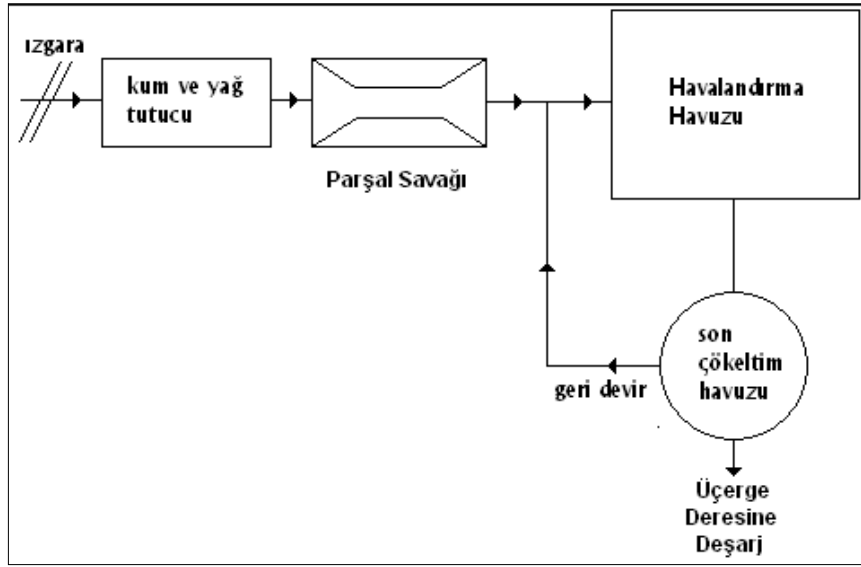 ızgara
kum ve yağ
tutucu
Parşal Savağı
Havalandırma
Havuzu
son
çökeltim
havuzu
geri devir
Üçerge
Deresine
Deşarj